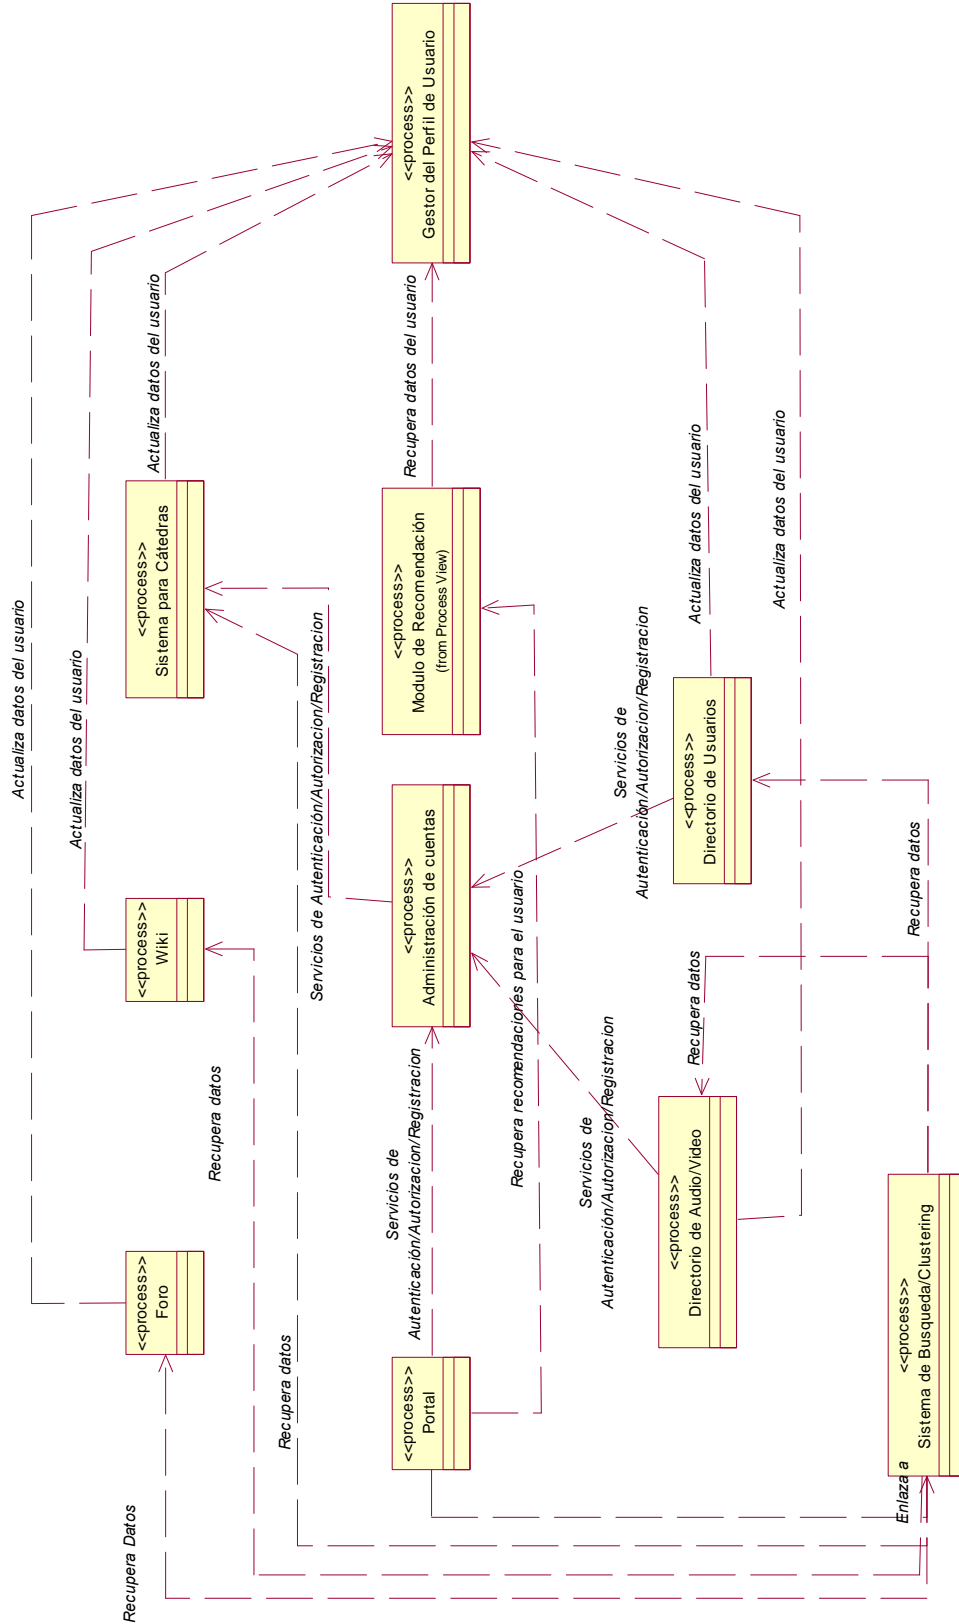 Actualiza datos del usuario
Actualiza datos del usuario
Actualiza datos del usuario
Recupera Datos
<<process>>
Foro
Recupera datos
<<process>>
Wiki
<<process>>
Sistema para Cátedras
Recupera datos
Servicios de Autenticación/Autorizacion/Registracion
<<process>>
Portal
Servicios de
Autenticación/Autorizacion/Registracion
<<process>>
Administración de cuentas
<<process>>
Modulo de Recomendación
(from Process View)
Recupera datos del usuario
<<process>>
Gestor del Perfil de Usuario
Recupera recomendaciones para el usuario
Servicios de
Autenticación/Autorizacion/Registracion
Servicios de
Autenticación/Autorizacion/Registracion
<<process>>
Directorio de Audio/Video
Recupera datos
<<process>>
Directorio de Usuarios
Actualiza datos del usuario
Actualiza datos del usuario
Enlaza a
<<process>>
Sistema de Busqueda/Clustering
Recupera datos